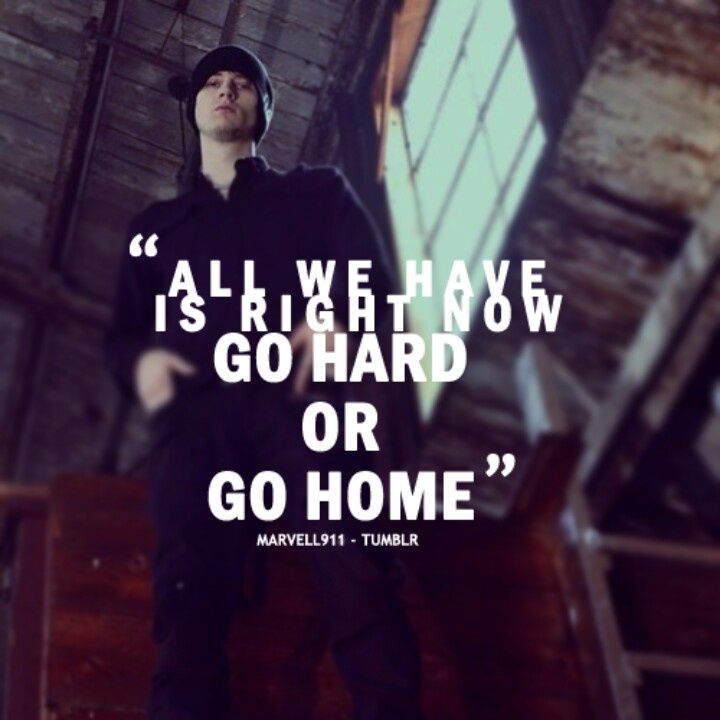 “ALL WE HAVE
IS RIGHT NOW
GO HARD
OR
GO HOME”
MARVELL911 - TUMBLR